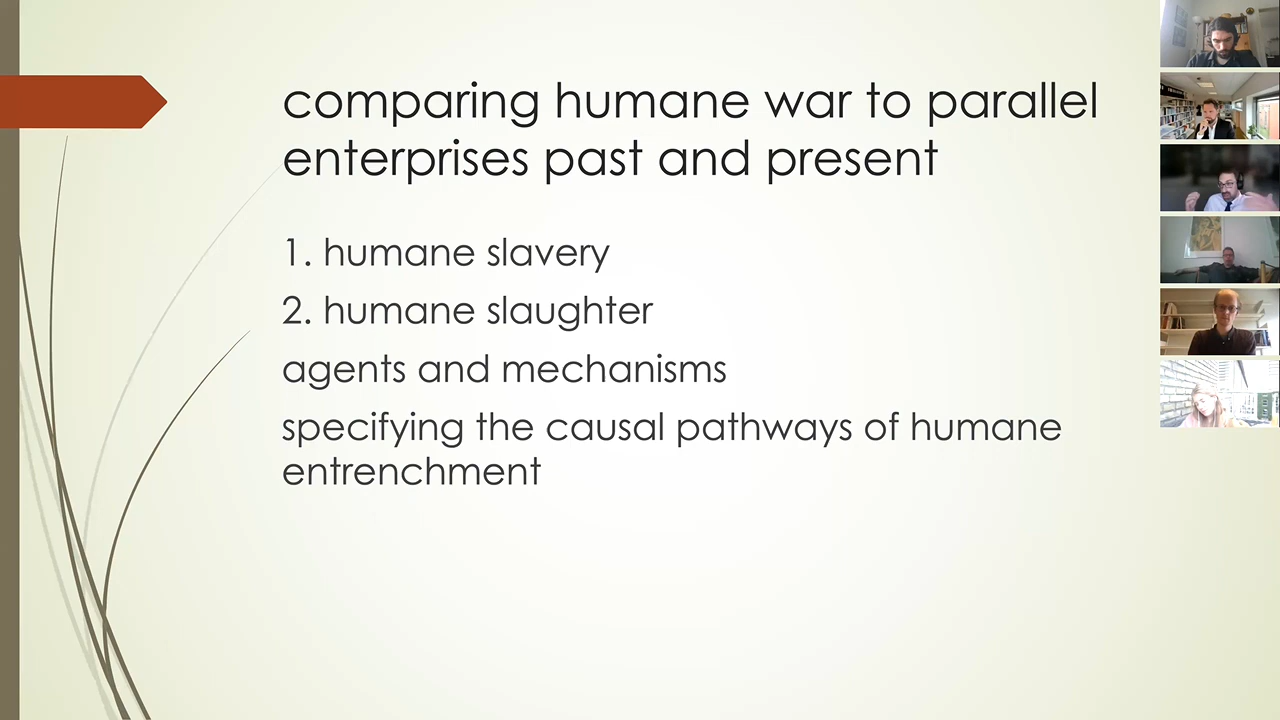 comparing humane war to parallel
enterprises past and present
1. humane slavery
2. humane slaughter
agents and mechanisms
specifying the causal pathways of humane
entrenchment